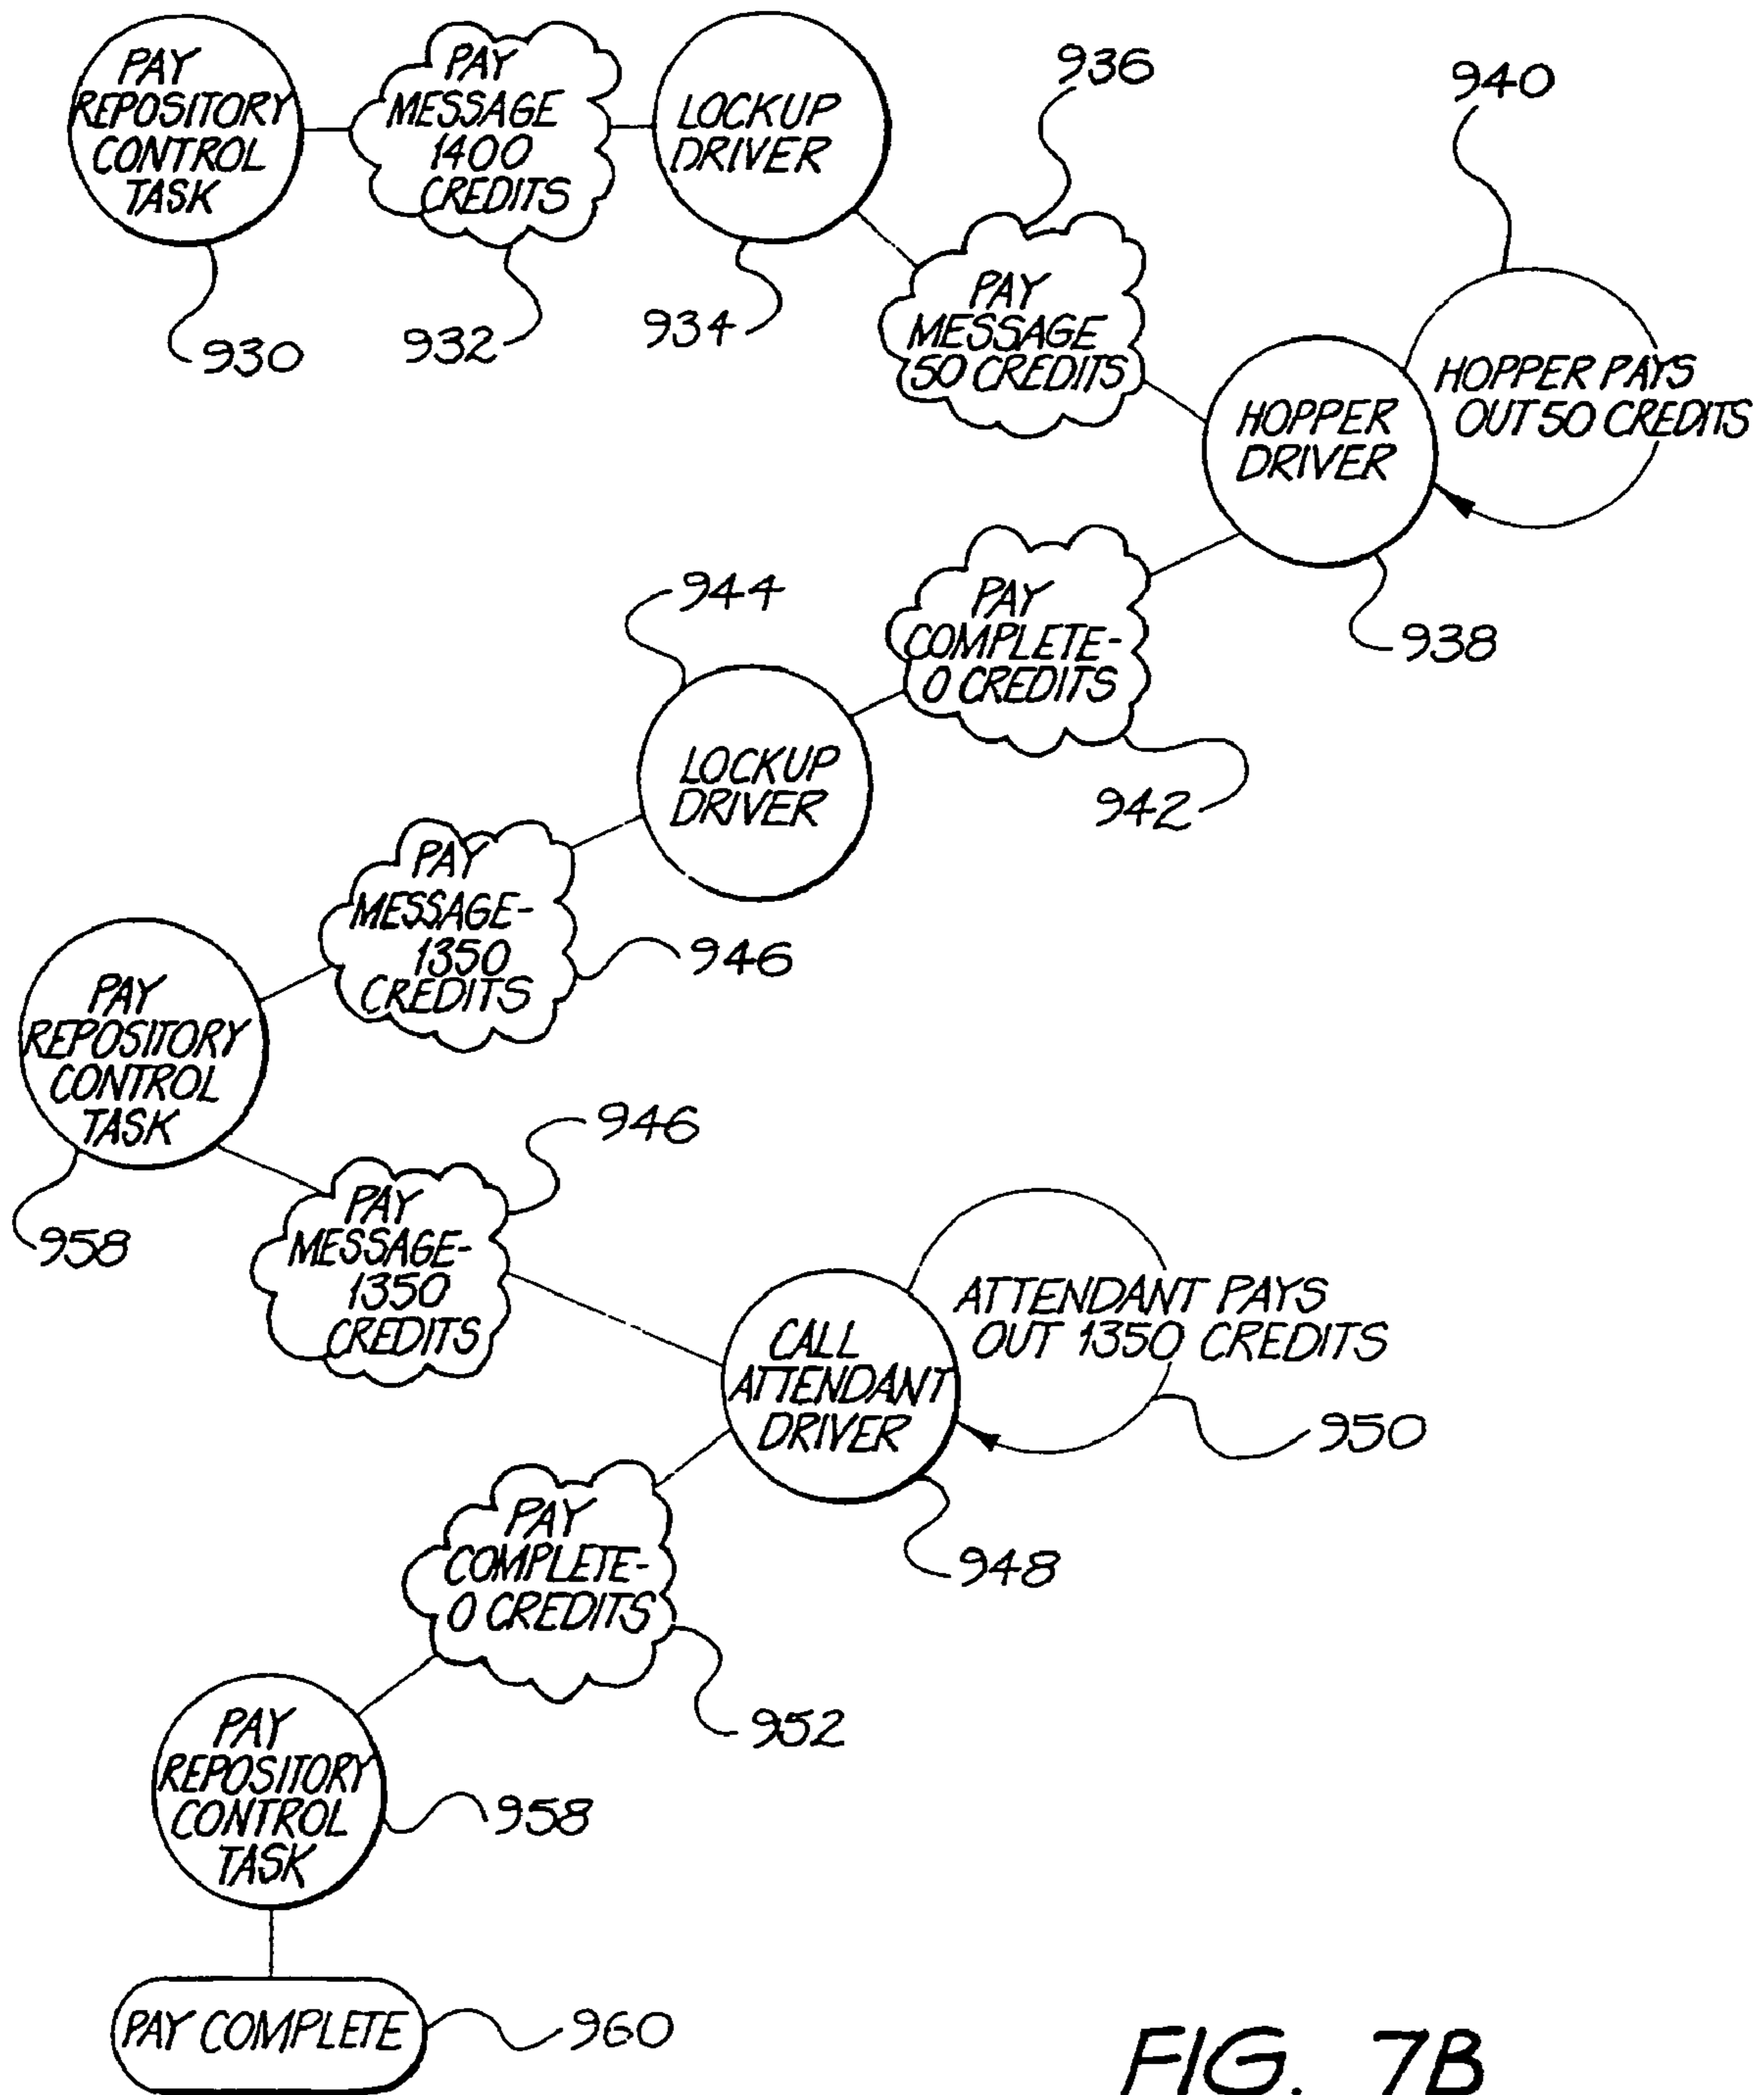 PAY
REPOSITORY
CONTROL
TASK
PAY
MESSAGE
1400
CREDITS
LOCKUP
DRIVER
936
940
930
932
934
PAY
MESSAGE
50 CREDITS
HOPPER
DRIVER
HOPPER PAYS
OUT 50 CREDITS
938
944
PAY
COMPLETE-
0 CREDITS
942
LOCKUP
DRIVER
PAY
MESSAGE-
1350
CREDITS
946
PAY
REPOSITORY
CONTROL
TASK
958
946
PAY
MESSAGE-
1350
CREDITS
CALL
ATTENDANT
DRIVER
ATTENDANT PAYS
OUT 1350 CREDITS
950
948
PAY
COMPLETE-
0 CREDITS
952
PAY
REPOSITORY
CONTROL
TASK
958
PAY COMPLETE
960
FIG. 7B